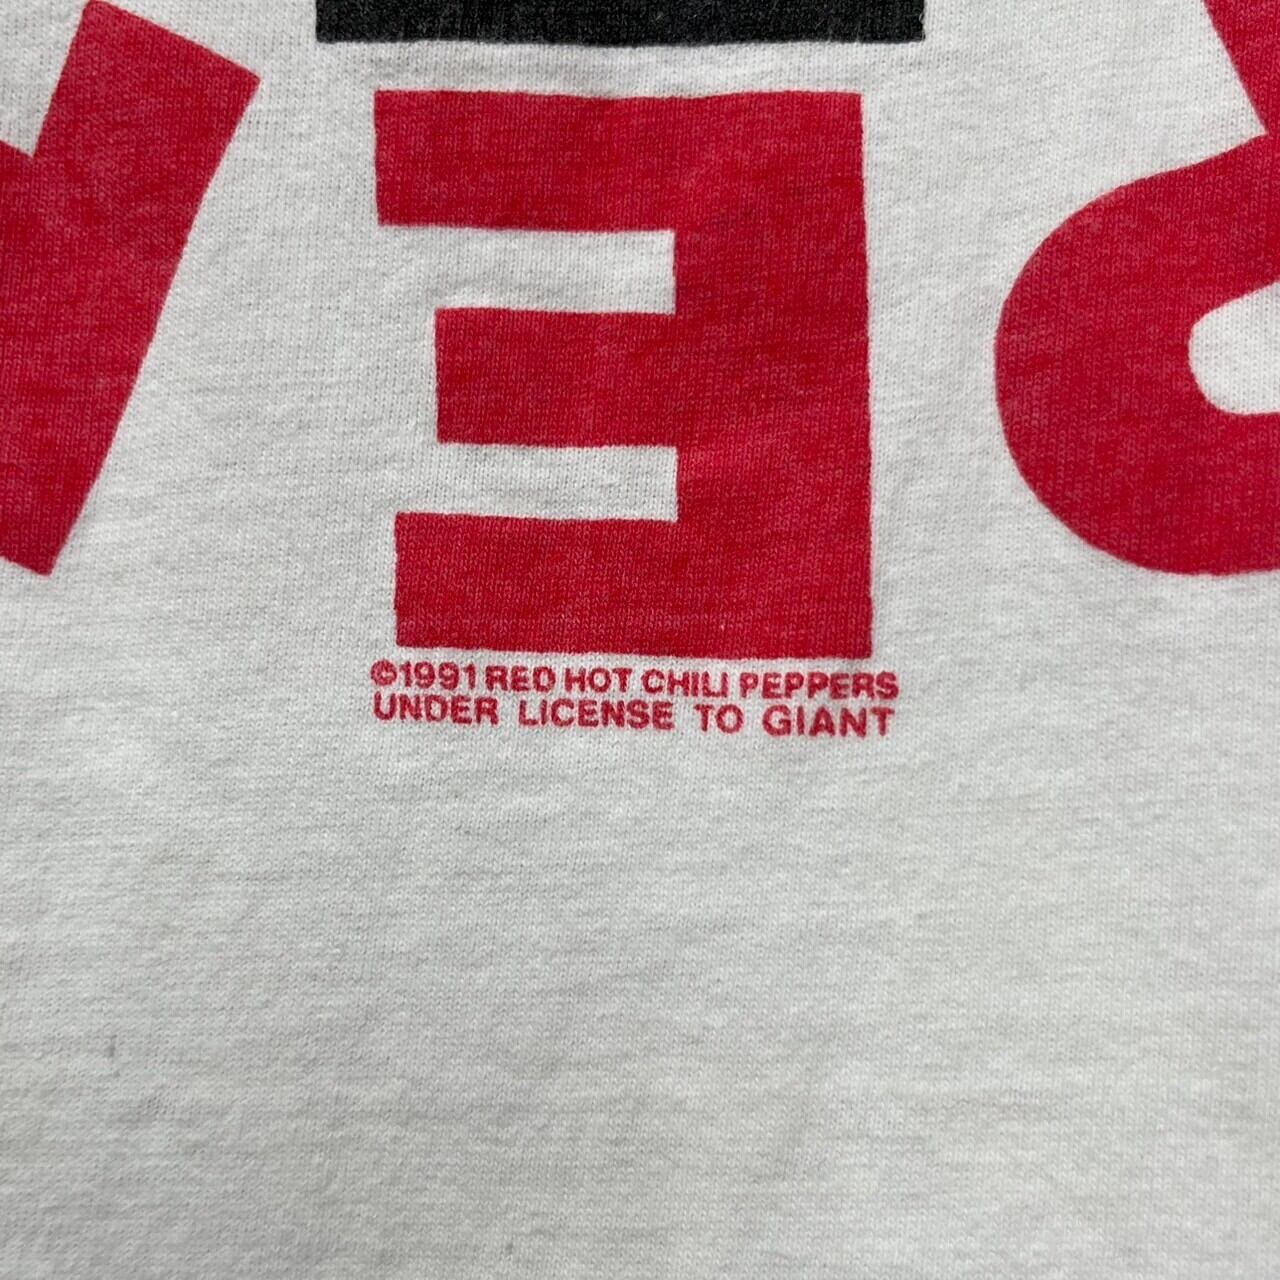 E
©1991 RED HOT CHILI PEPPERS
UNDER LICENSE TO GIANT